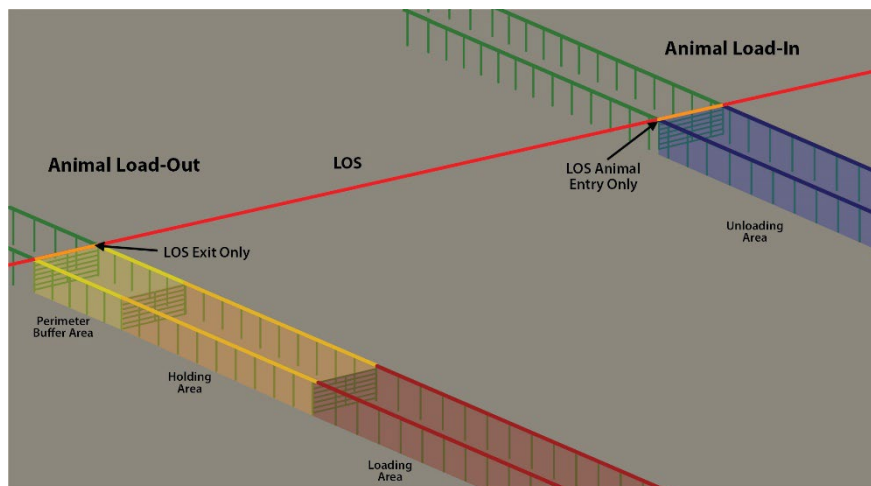 Animal Load-In
Animal Load-Out
LOS
LOS Animal
Entry Only
Unloading
Area
LOS Exit Only
Perimeter
Buffer Area
Holding
Area
Loading
Area